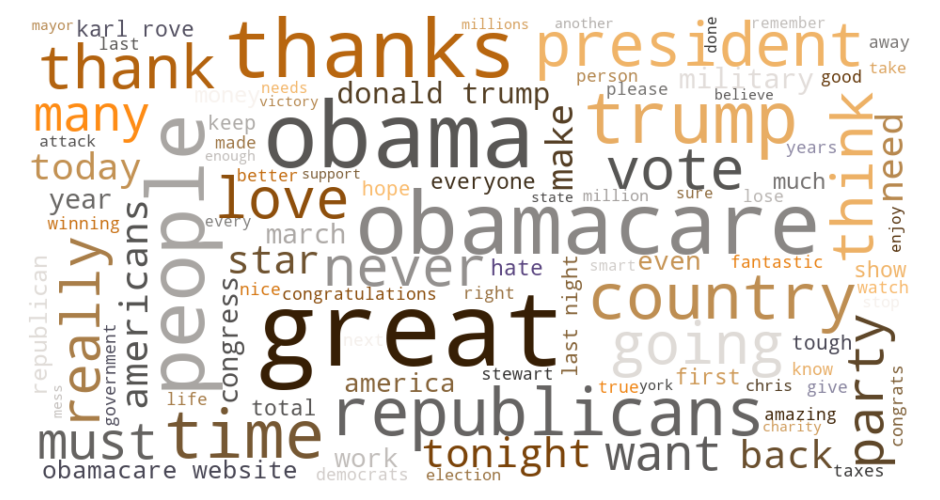 mayor
karl rove
last
thank
thanks
millions
another
president
done
remember
away
take
many
money
needs
victory
donald trump
person
please
military
good
believe
attack
keep
made
enough
people
obama
make
trump
think
need
today
better
support
everyone
vote
years
much
year
winning
love
every
hope
state
million
sure
lose
enjoy
march
obamacare
really
americans
star
never
hate
last night
smart
even
fantastic
show
watch
stop
republican
nice
congratulations
right
country
congress
great
next
going
tough
government
mess
america
stewart
true
york
first
chris
know
give
party
congrats
life
total
republicans
amazing
charity
must
time
tonight
want
back
work
obamacare website
democrats
election
taxes